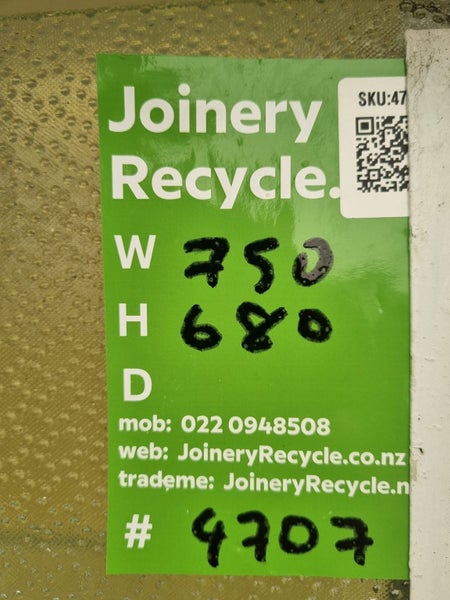 Joinery
Recycle.
SKU:47
W 750
H 680
D
mob: 022 0948508
web: JoineryRecycle.co.nz
trademe: JoineryRecycle.n
# 4707